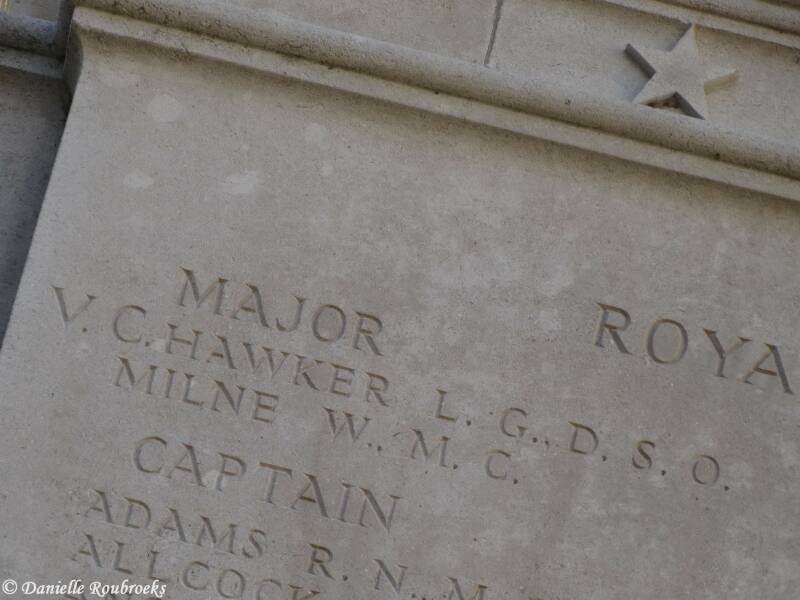 ROYA
MAJOR
V. C. HAWKER L. G., D. S. O.
MILNE W., M. C.
CAPTAIN
ADAMS R. N., M.
ALLCOCK
© Danielle Roubroeks